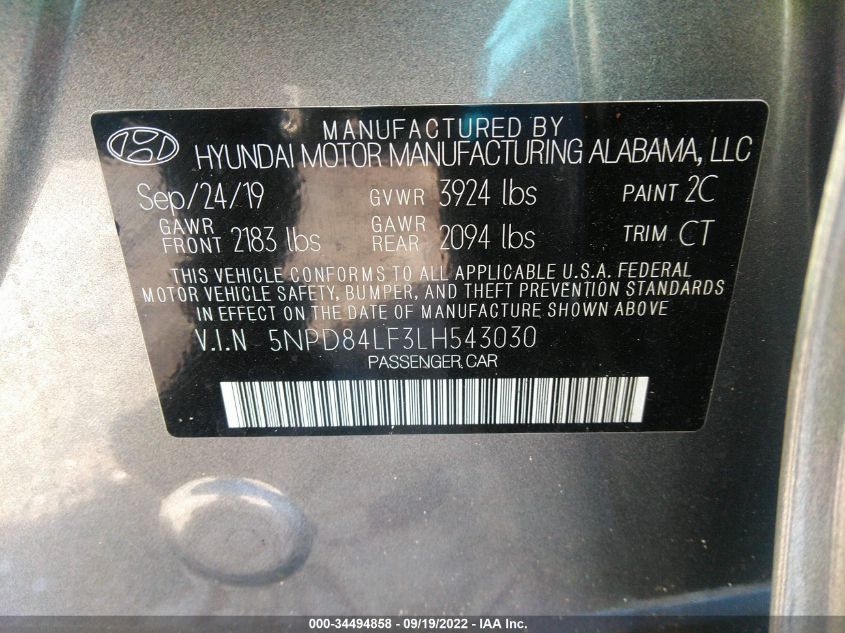 MANUFACTURED BY
HYUNDAI MOTOR MANUFACTURING ALABAMA, LLC
Sep/24/19 GVWR 3924 lbs PAINT 2C
GAWR FRONT 2183 lbs GAWR REAR 2094 lbs TRIM CT
THIS VEHICLE CONFORMS TO ALL APPLICABLE U.S.A. FEDERAL
MOTOR VEHICLE SAFETY, BUMPER, AND THEFT PREVENTION STANDARDS
IN EFFECT ON THE DATE OF MANUFACTURE SHOWN ABOVE
V.I.N 5NPD84LF3LH543030
PASSENGER CAR
000-34494858 - 09/19/2022 - IAA Inc.